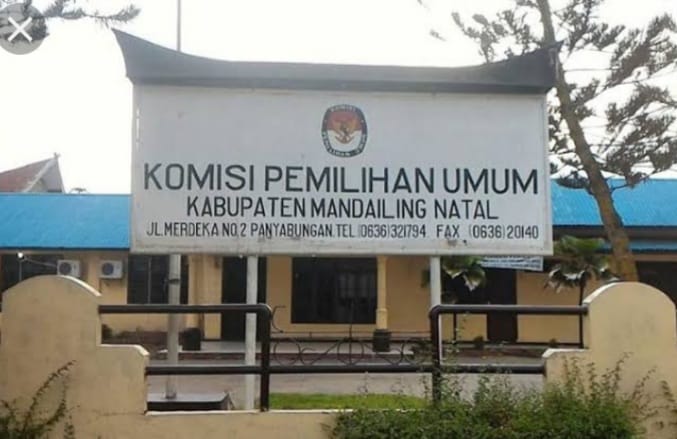 KOMISI PEMILIHAN UMUM
KABUPATEN MANDAILING NATAL
JL.MERDEKA NO.2 PANYABUNGAN.TEL (0636)321794 FAX (0636)20140